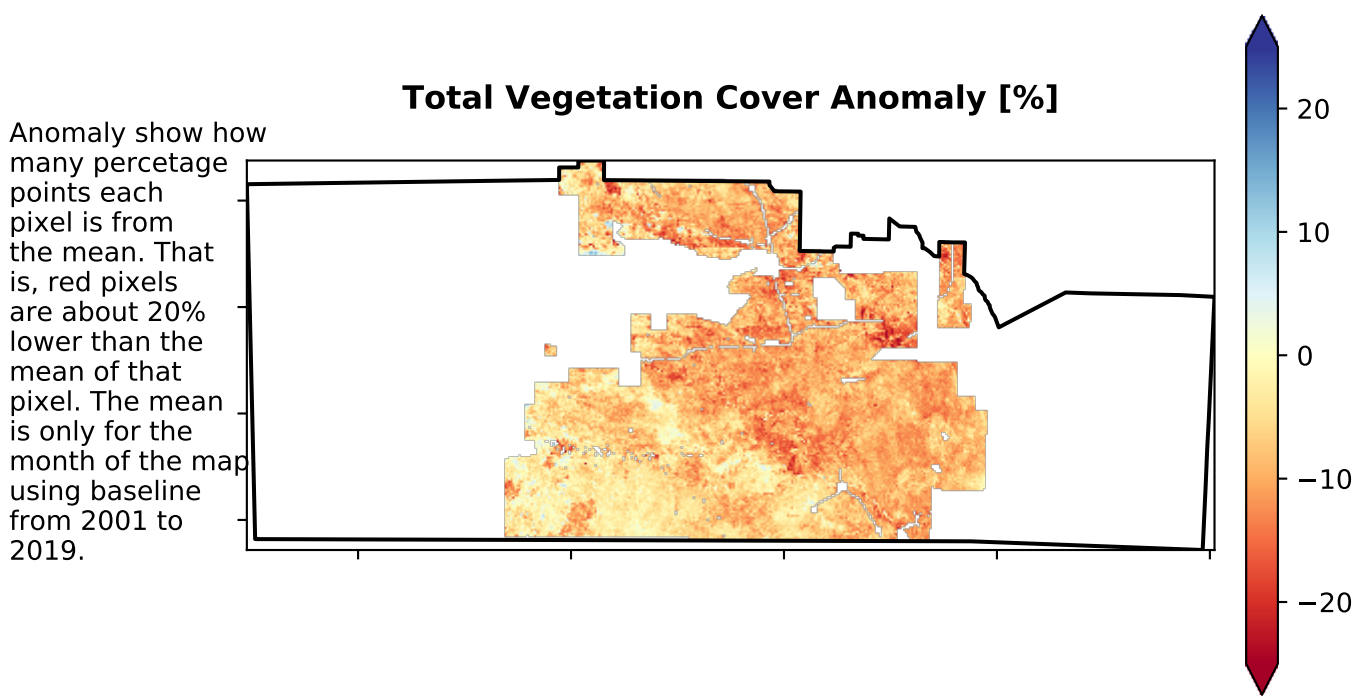 Total Vegetation Cover Anomaly [%]
Anomaly show how
many percetage
points each
pixel is from
the mean. That
is, red pixels
are about 20%
lower than the
mean of that
pixel. The mean
is only for the
month of the map
using baseline
from 2001 to
2019.
20
10
0
−10
−20